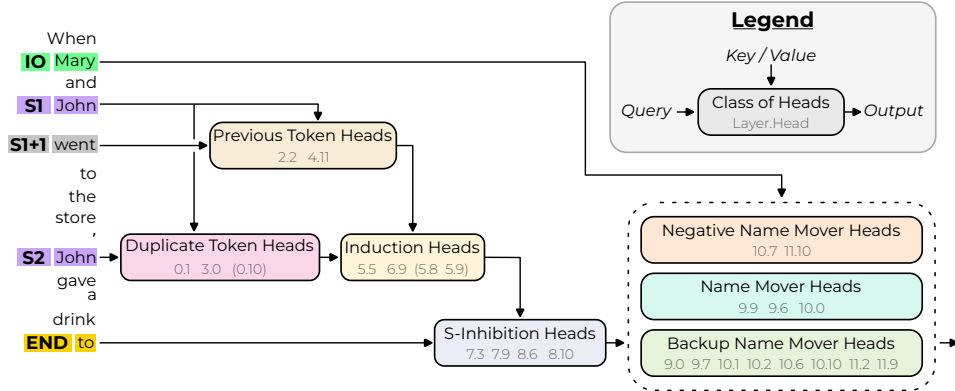 When
IO Mary
and
S1 John
S1+1 went
to
the
store
,
S2 John
gave
a
drink
END to
Previous Token Heads
2.2 4.11
Duplicate Token Heads
0.1 3.0 (0.10)
Induction Heads
5.5 6.9 (5.8 5.9)
S-Inhibition Heads
7.3 7.9 8.6 8.10
Legend
Key / Value
Query
Class of Heads
Layer.Head
Output
Negative Name Mover Heads
10.7 11.10
Name Mover Heads
9.9 9.6 10.0
Backup Name Mover Heads
9.0 9.7 10.1 10.2 10.6 10.10 11.2 11.9